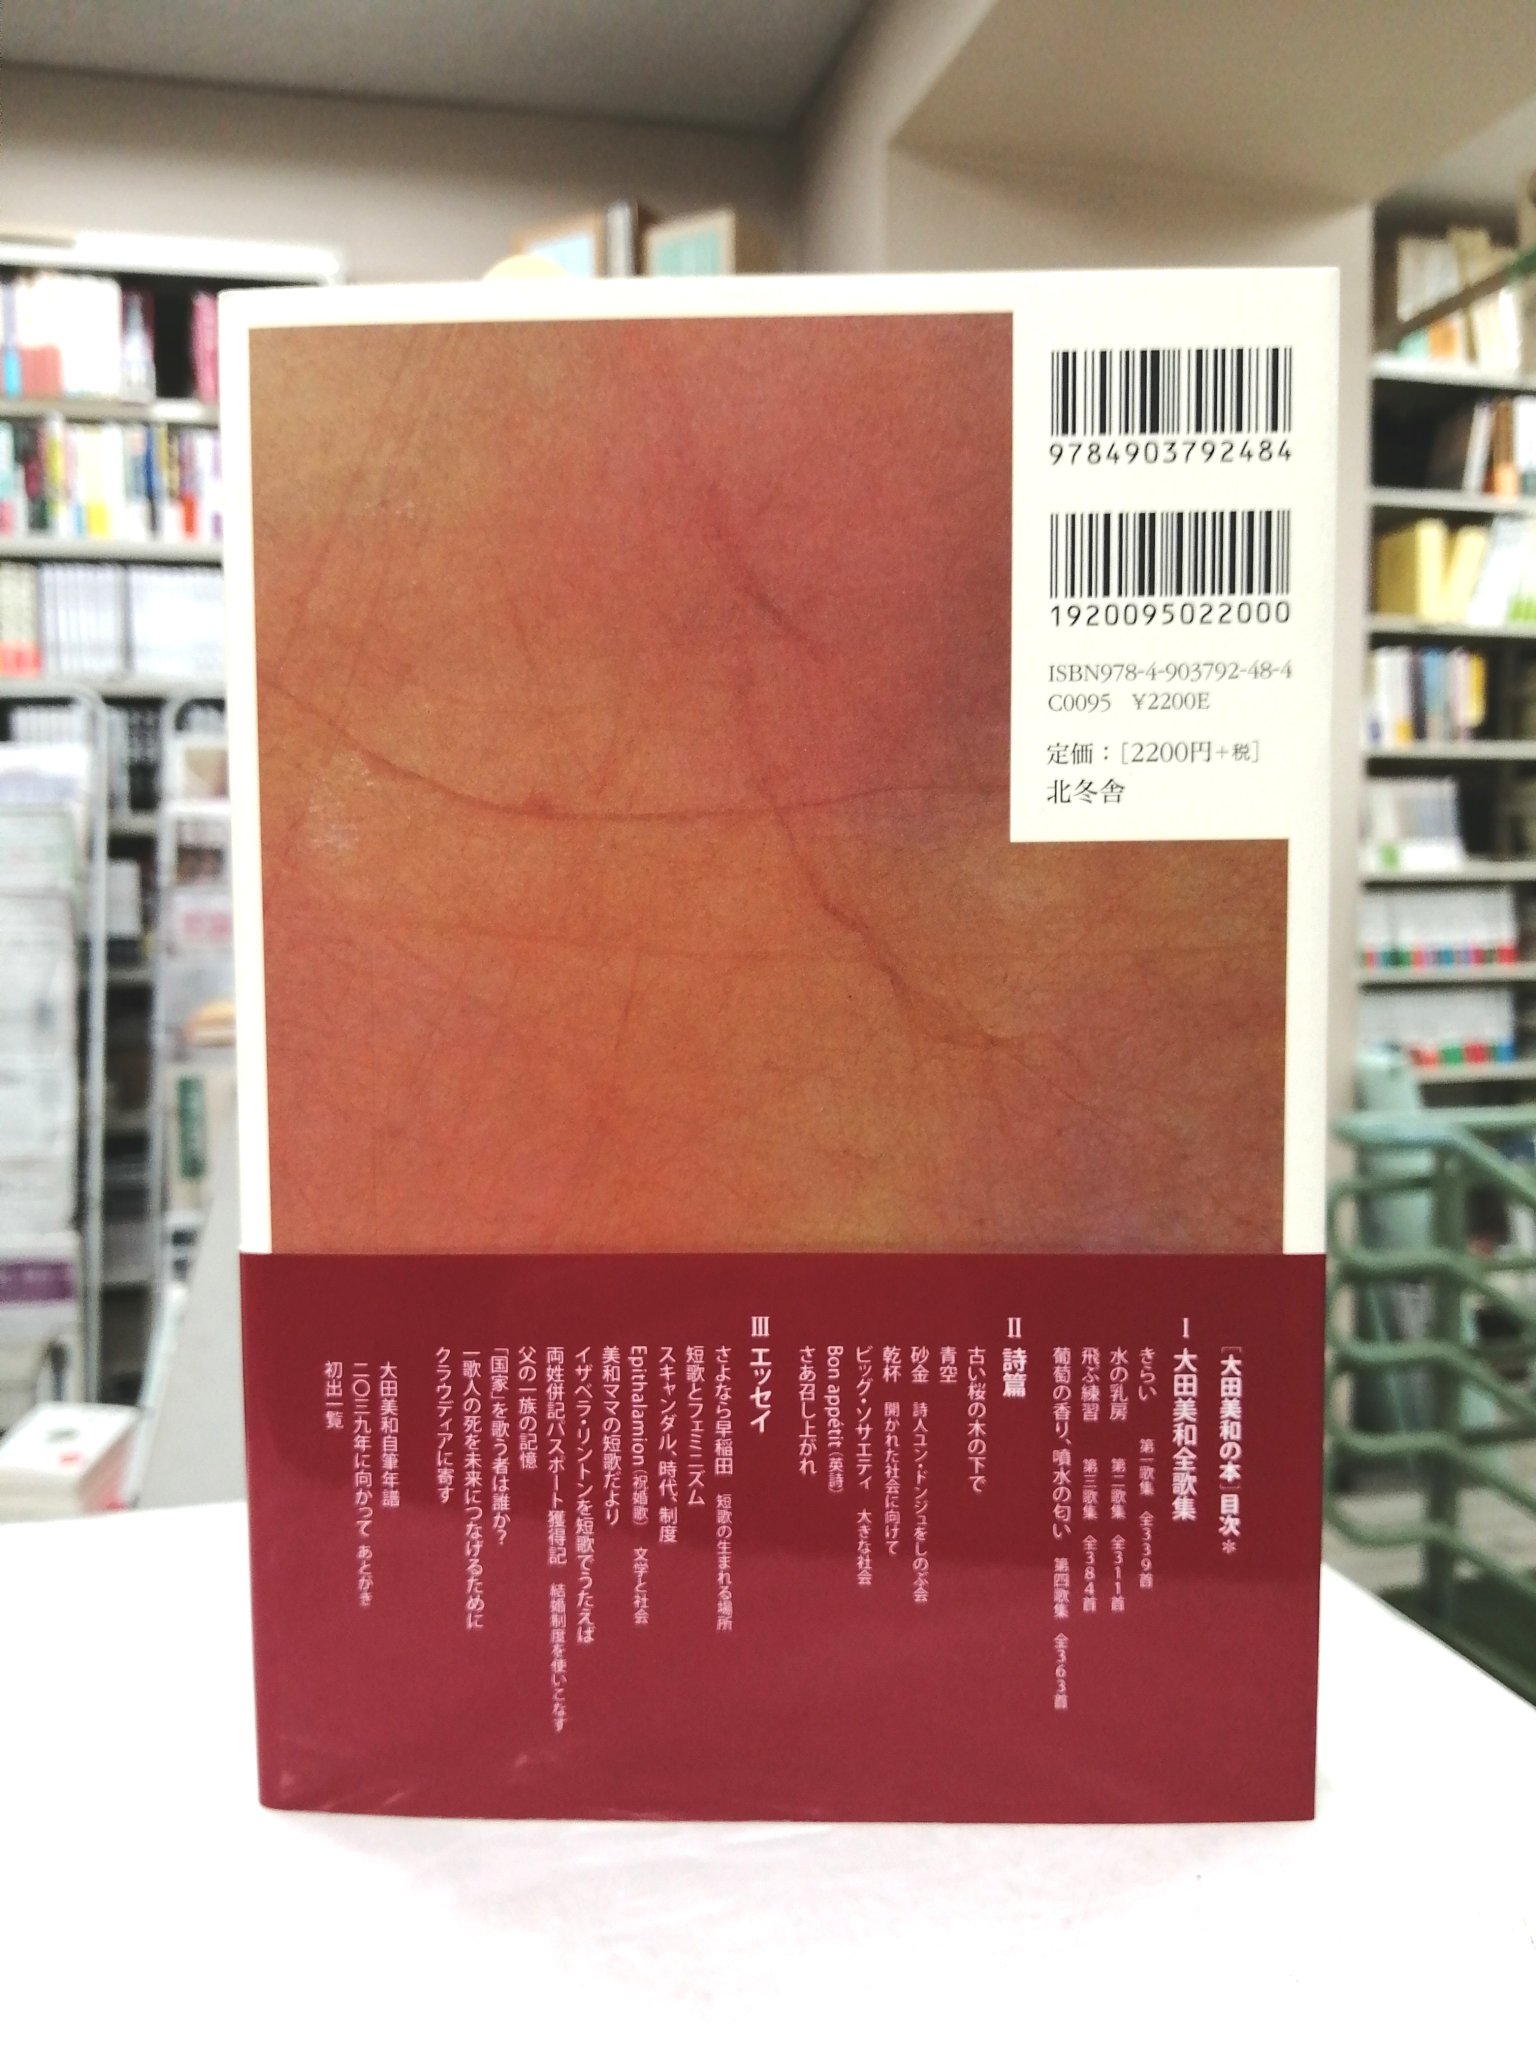 9784903792484
1920095022000
ISBN978-4-903792-48-4
C0095 ¥2200E
定価：[2200円+税]
北冬舎
［大田美和の本］目次＊
Ⅰ 大田美和全歌集
きらい 第一歌集 全339首
水の乳房 第二歌集 全311首
飛ぶ練習 第三歌集 全384首
葡萄の香り、噴水の匂い 第四歌集 全363首
Ⅱ 詩篇
古い桜の木の下で
青空
砂金 詩人ユン・ドンジュをしのぶ会
乾杯 開かれた社会に向けて
ビッグ・ソサエティ 大きな社会
Bon appétit（英詩）
さあ召し上がれ
Ⅲ エッセイ
さよなら早稲田 短歌の生まれる場所
短歌とフェミニズム
スキャンダル、時代、制度
Epithalamion（祝婚歌） 文学と社会
美和ママの短歌だより
イザベラ・リントンを短歌でうたえば
両姓併記パスポート獲得記 結婚制度を使いこなす
父の一族の記憶
「国家」を歌う者は誰か？
一歌人の死を未来につなげるために
クラウディアに寄す
大田美和自筆年譜
二〇三九年に向かって あとがき
初出一覧